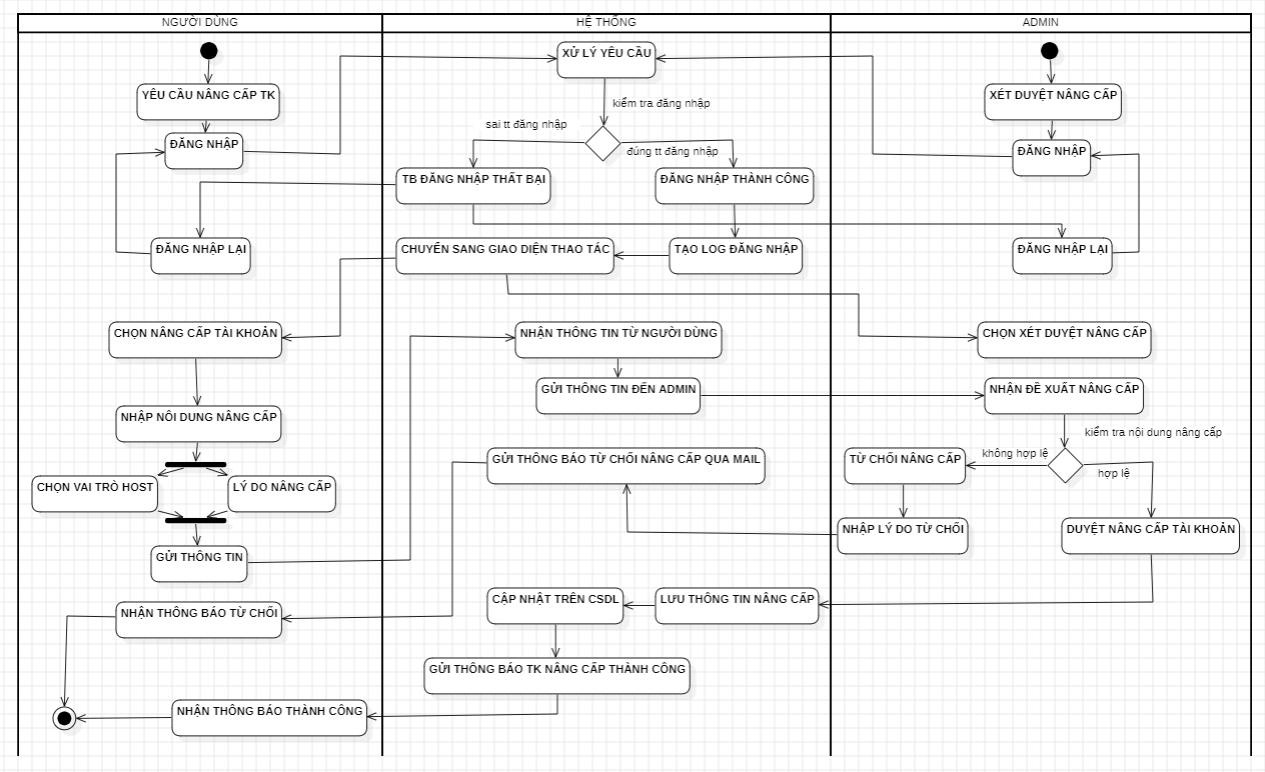 NGƯỜI DÙNG
HỆ THỐNG
ADMIN
XỬ LÝ YÊU CẦU
YÊU CẦU NÂNG CẤP TK
XÉT DUYỆT NÂNG CẤP
kiểm tra đăng nhập
sai tt đăng nhập
đúng tt đăng nhập
ĐĂNG NHẬP
ĐĂNG NHẬP
TB ĐĂNG NHẬP THẤT BẠI
ĐĂNG NHẬP THÀNH CÔNG
ĐĂNG NHẬP LẠI
CHUYỂN SANG GIAO DIỆN THAO TÁC
TẠO LOG ĐĂNG NHẬP
ĐĂNG NHẬP LẠI
CHỌN NÂNG CẤP TÀI KHOẢN
NHẬN THÔNG TIN TỪ NGƯỜI DÙNG
CHỌN XÉT DUYỆT NÂNG CẤP
GỬI THÔNG TIN ĐẾN ADMIN
NHẬN ĐỀ XUẤT NÂNG CẤP
NHẬP NÔI DUNG NÂNG CẤP
kiểm tra nội dung nâng cấp
GỬI THÔNG BÁO TỪ CHỐI NÂNG CẤP QUA MAIL
TỪ CHỐI NÂNG CẤP
không hợp lệ
hợp lệ
CHỌN VAI TRÒ HOST
LÝ DO NÂNG CẤP
NHẬP LÝ DO TỪ CHỐI
DUYỆT NÂNG CẤP TÀI KHOẢN
GỬI THÔNG TIN
NHẬN THÔNG BÁO TỪ CHỐI
CẬP NHẬT TRÊN CSDL
LƯU THÔNG TIN NÂNG CẤP
GỬI THÔNG BÁO TK NÂNG CẤP THÀNH CÔNG
NHẬN THÔNG BÁO THÀNH CÔNG